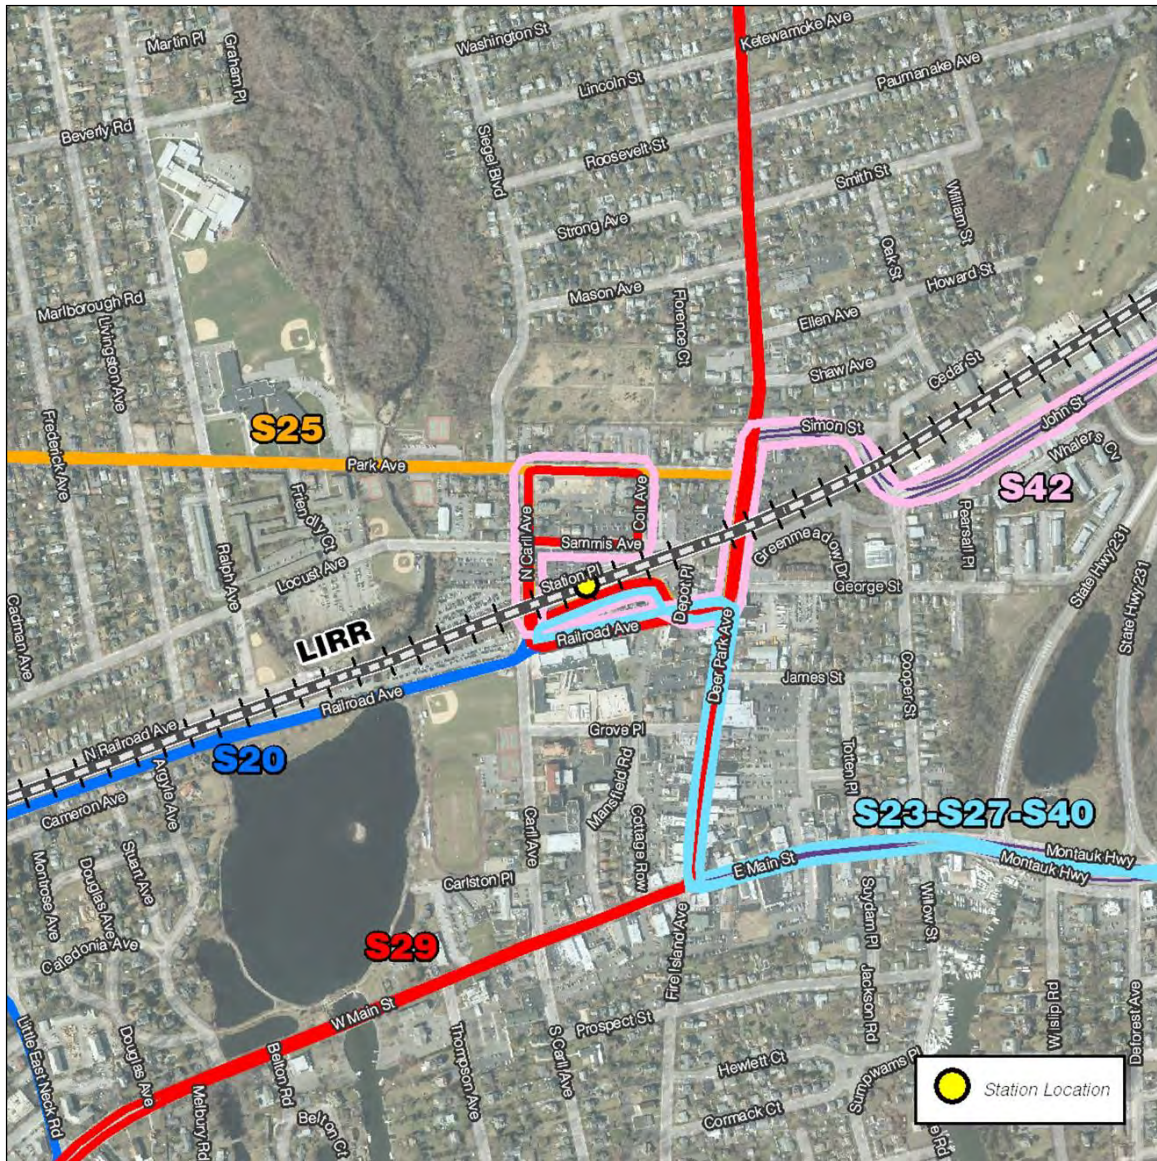 Martin Pl
Graham Pl
Washington St
Ketewamoke Ave
Lincoln St
Paumanake Ave
Beverly Rd
Siegel Blvd
Roosevelt St
Smith St
William St
Strong Ave
Oak St
Howard St
Marlborough Rd
Mason Ave
Livingston Ave
Florence Ct
Ellen Ave
Shaw Ave
Cedar St
Frederick Ave
S25
Park Ave
Simon St
John St
Whaler's Cv
S42
Friendly Ct
N Carll Ave
Colt Ave
Sammis Ave
Pearsall Pl
Ralph Ave
Locust Ave
Station Pl
Depot Pl
Greenmeadow Dr
George St
State Hwy 231
State Hwy 231
Cadman Ave
LIRR
Railroad Ave
Deer Park Ave
James St
Cooper St
Railroad Ave
N Railroad Ave
S20
Grove Pl
Argyle Ave
Mansfield Rd
Totten Pl
Cameron Ave
S23-S27-S40
Carll Ave
Cottage Row
E Main St
Montauk Hwy
Montauk Hwy
Montrose Ave
Douglas Ave
Stuart Ave
Carlston Pl
Suydam Pl
Willow St
Caledonia Ave
S29
Fire Island Ave
W Main St
Prospect St
Jackson Rd
W Islip Rd
Deforest Ave
Little East Neck Rd
Douglas Ave
Belton Rd
Thompson Ave
S Carll Ave
Hewlett Ct
Sumpwams Pl
Melbury Rd
Belton Ct
Cormack Ct
Station Location